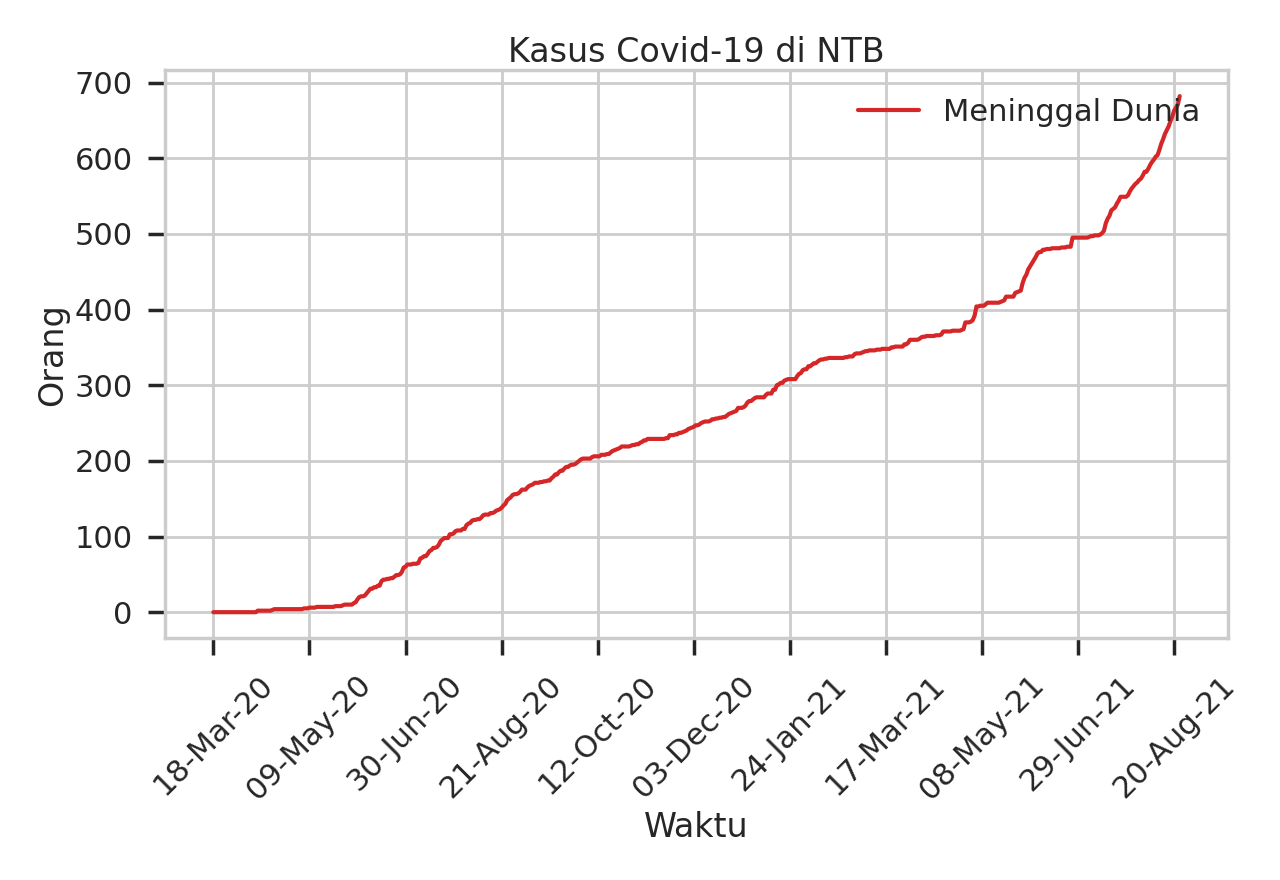 Kasus Covid-19 di NTB
Meninggal Dunia
Orang
700
600
500
400
300
200
100
0
18-Mar-20
09-May-20
30-Jun-20
21-Aug-20
12-Oct-20
03-Dec-20
24-Jan-21
17-Mar-21
08-May-21
29-Jun-21
20-Aug-21
Waktu